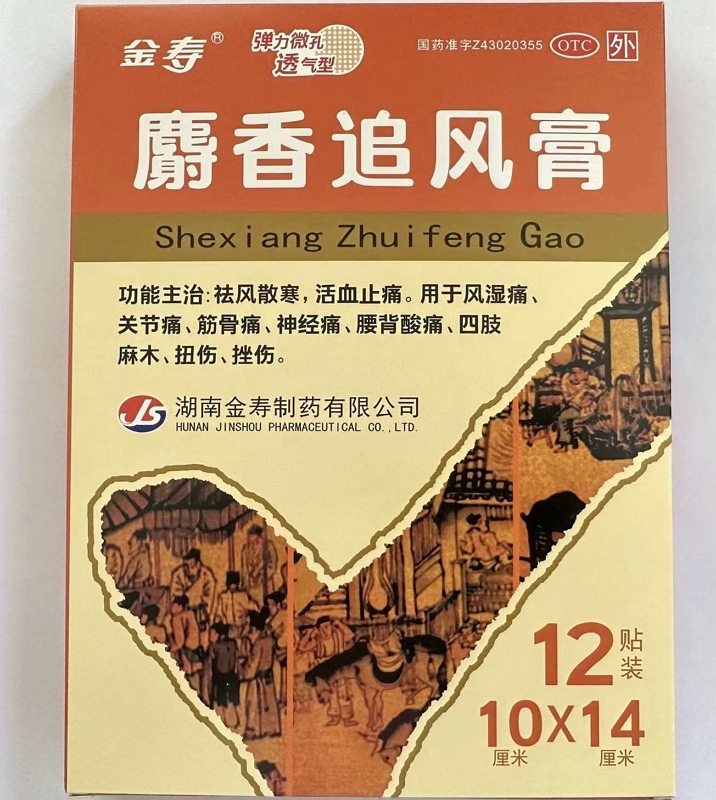 金寿®
弹力微孔
透气型
国药准字Z43020355 OTC 外
麝香追风膏
Shexiang Zhuifeng Gao
功能主治:祛风散寒,活血止痛。用于风湿痛、
关节痛、筋骨痛、神经痛、腰背酸痛、四肢
麻木、扭伤、挫伤。
JS 湖南金寿制药有限公司
HUNAN JINSHOU PHARMACEUTICAL CO.,LTD.
12贴装
10X14
厘米 厘米